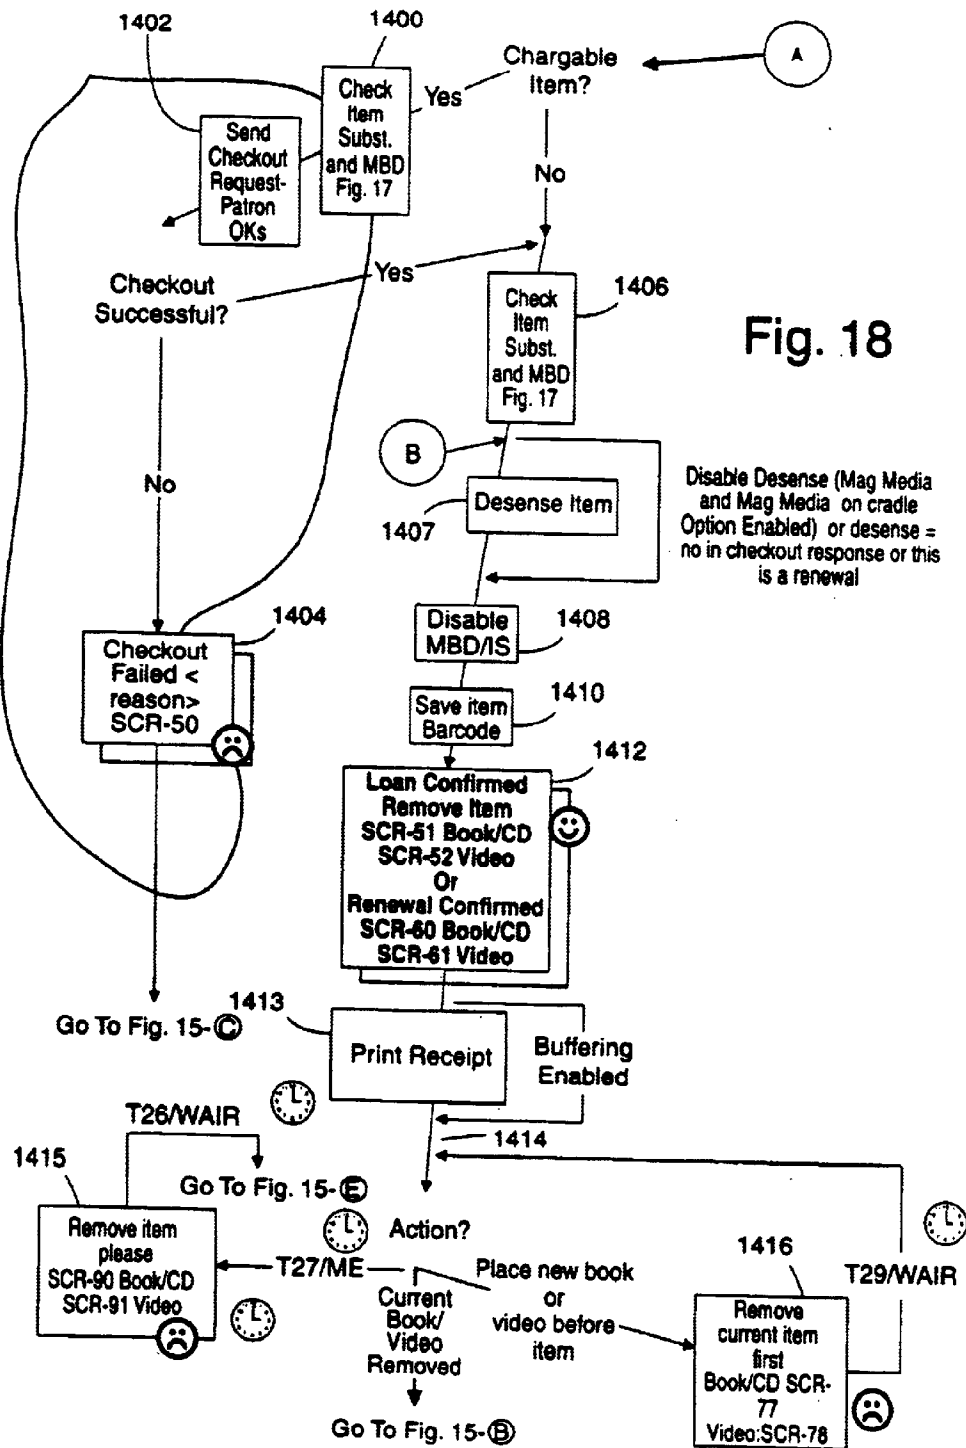 1402
1400
Chargable
Item?
A
Yes
Check
Item
Subst.
and MBD
Fig. 17
Send
Checkout
Request-
Patron
OKs
No
Yes
Checkout
Successful?
1406
Check
Item
Subst.
and MBD
Fig. 17
Fig. 18
B
No
Desense Item
1407
Disable Desense (Mag Media
and Mag Media on cradle
Option Enabled) or desense =
no in checkout response or this
is a renewal
1404
Checkout
Failed <
reason>
SCR-50
Disable
MBD/IS
1408
Save item
Barcode
1410
1412
Loan Confirmed
Remove Item
SCR-51 Book/CD
SCR-52 Video
Or
Renewal Confirmed
SCR-60 Book/CD
SCR-61 Video
1413
Go To Fig. 15-C
Print Receipt
Buffering
Enabled
T26/WAIR
1414
1415
Go To Fig. 15-E
Remove item
please
SCR-90 Book/CD
SCR-91 Video
Action?
T27/ME
Current
Book/
Video
Removed
Place new book
or
video before
item
1416
T29/WAIR
Remove
current item
first
Book/CD SCR-
77
Video:SCR-78
Go To Fig. 15-B